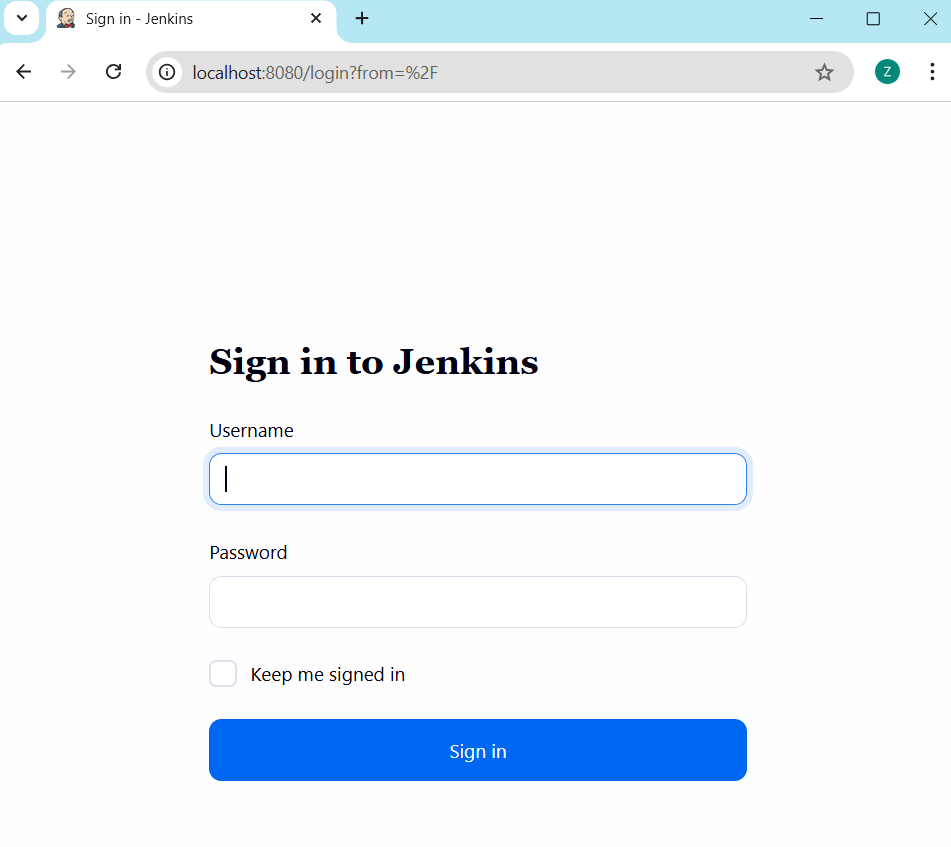 Sign in - Jenkins
localhost:8080/login?from=%2F
Z
Sign in to Jenkins
Username
Password
Keep me signed in
Sign in